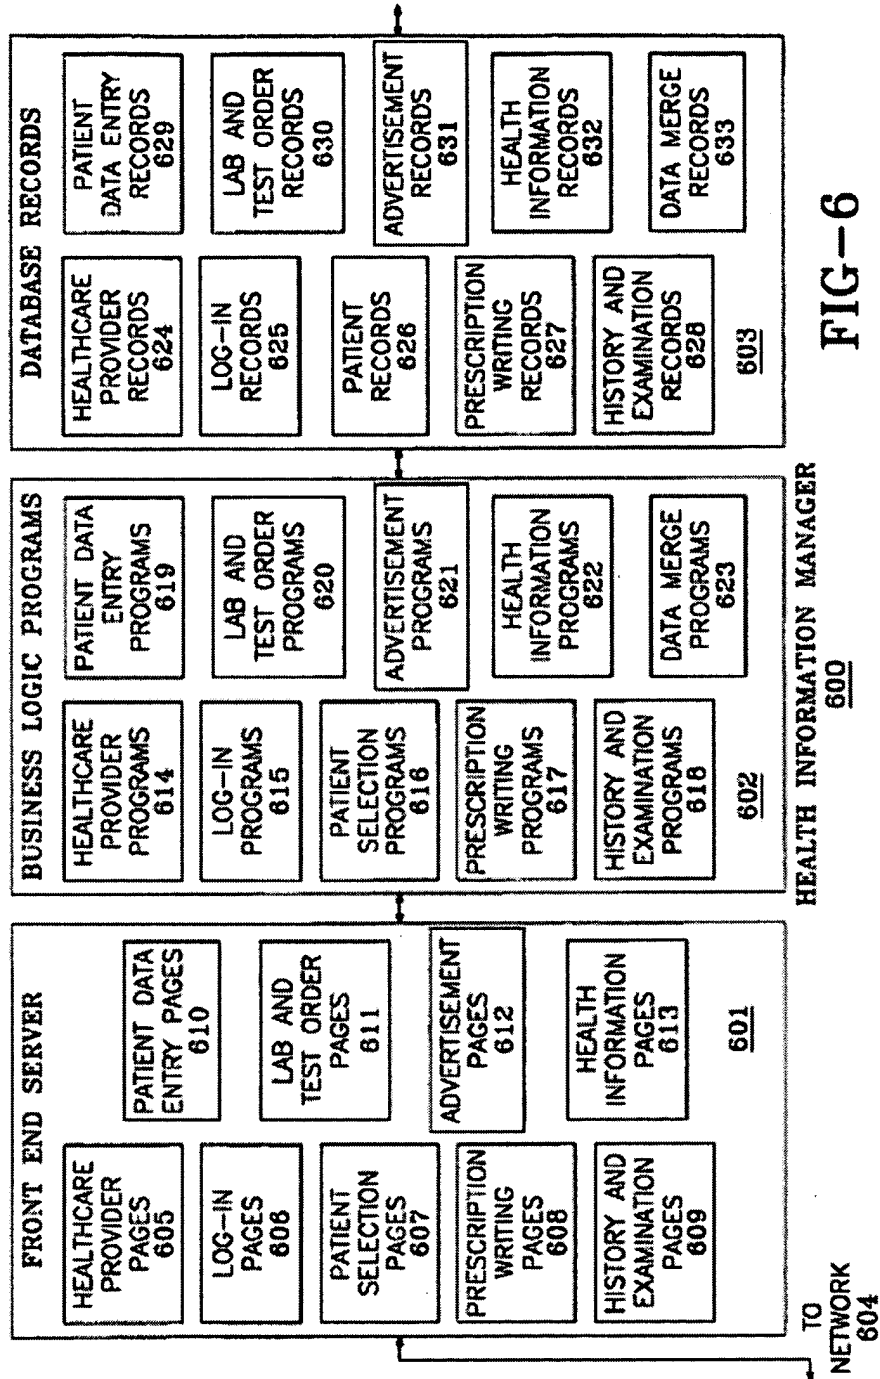 FRONT END SERVER
HEALTHCARE
PROVIDER
PAGES
605
LOG-IN
PAGES
606
PATIENT
SELECTION
PAGES
607
PRESCRIPTION
WRITING
PAGES
608
HISTORY AND
EXAMINATION
PAGES
609
PATIENT DATA
ENTRY PAGES
610
LAB AND
TEST ORDER
PAGES
611
ADVERTISEMENT
PAGES
612
HEALTH
INFORMATION
PAGES
613
601
TO
NETWORK
604
BUSINESS LOGIC PROGRAMS
HEALTHCARE
PROVIDER
PROGRAMS
614
LOG-IN
PROGRAMS
615
PATIENT
SELECTION
PROGRAMS
616
PRESCRIPTION
WRITING
PROGRAMS
617
HISTORY AND
EXAMINATION
PROGRAMS
618
PATIENT DATA
ENTRY
PROGRAMS
619
LAB AND
TEST ORDER
PROGRAMS
620
ADVERTISEMENT
PROGRAMS
621
HEALTH
INFORMATION
PROGRAMS
622
DATA MERGE
PROGRAMS
623
602
HEALTH INFORMATION MANAGER
600
DATABASE RECORDS
HEALTHCARE
PROVIDER
RECORDS
624
LOG-IN
RECORDS
625
PATIENT
RECORDS
626
PRESCRIPTION
WRITING
RECORDS
627
HISTORY AND
EXAMINATION
RECORDS
628
PATIENT
DATA ENTRY
RECORDS
629
LAB AND
TEST ORDER
RECORDS
630
ADVERTISEMENT
RECORDS
631
HEALTH
INFORMATION
RECORDS
632
DATA MERGE
RECORDS
633
603
FIG-6